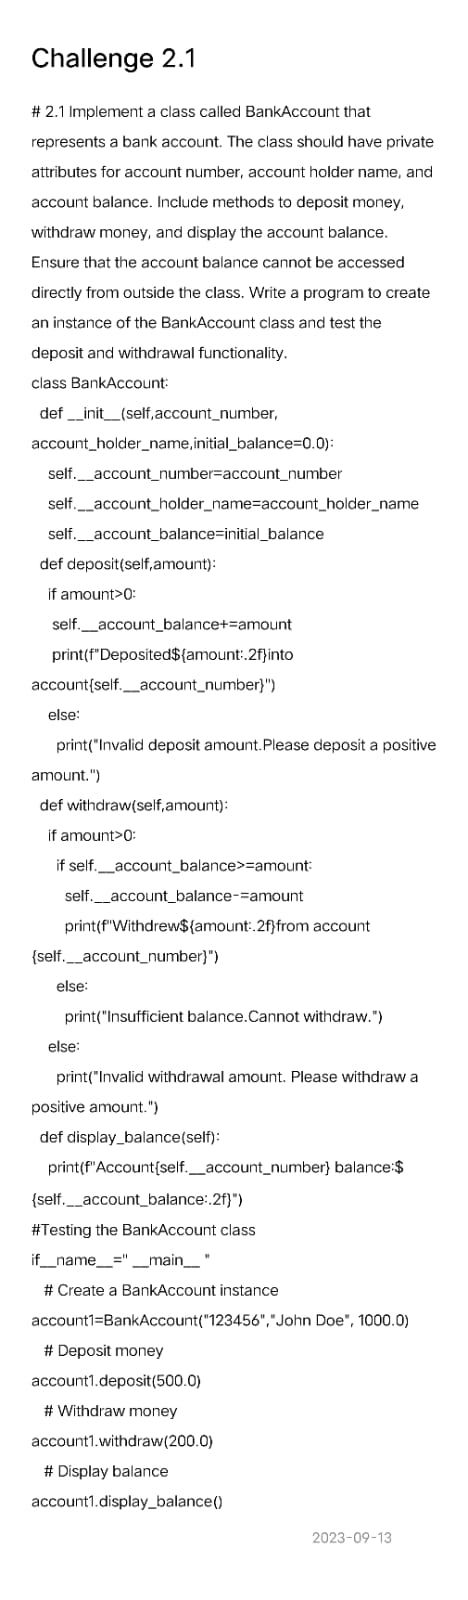 Challenge 2.1
# 2.1 Implement a class called BankAccount that
represents a bank account. The class should have private
attributes for account number, account holder name, and
account balance. Include methods to deposit money,
withdraw money, and display the account balance.
Ensure that the account balance cannot be accessed
directly from outside the class. Write a program to create
an instance of the BankAccount class and test the
deposit and withdrawal functionality.
class BankAccount:
  def __init__(self,account_number,
account_holder_name,initial_balance=0.0):
    self.__account_number=account_number
    self.__account_holder_name=account_holder_name
    self.__account_balance=initial_balance
  def deposit(self,amount):
    if amount>0:
     self.__account_balance+=amount
     print(f"Deposited${amount:.2f}into
account{self.__account_number}")
    else:
      print("Invalid deposit amount.Please deposit a positive
amount.")
  def withdraw(self,amount):
    if amount>0:
      if self.__account_balance>=amount:
        self.__account_balance-=amount
        print(f"Withdrew${amount:.2f}from account
{self.__account_number}")
      else:
        print("Insufficient balance.Cannot withdraw.")
    else:
      print("Invalid withdrawal amount. Please withdraw a
positive amount.")
  def display_balance(self):
    print(f"Account{self.__account_number} balance:$
{self.__account_balance:.2f}")
#Testing the BankAccount class
if__name__=" __main__ "
   # Create a BankAccount instance
account1=BankAccount("123456","John Doe", 1000.0)
   # Deposit money
account1.deposit(500.0)
   # Withdraw money
account1.withdraw(200.0)
   # Display balance
account1.display_balance()
2023-09-13